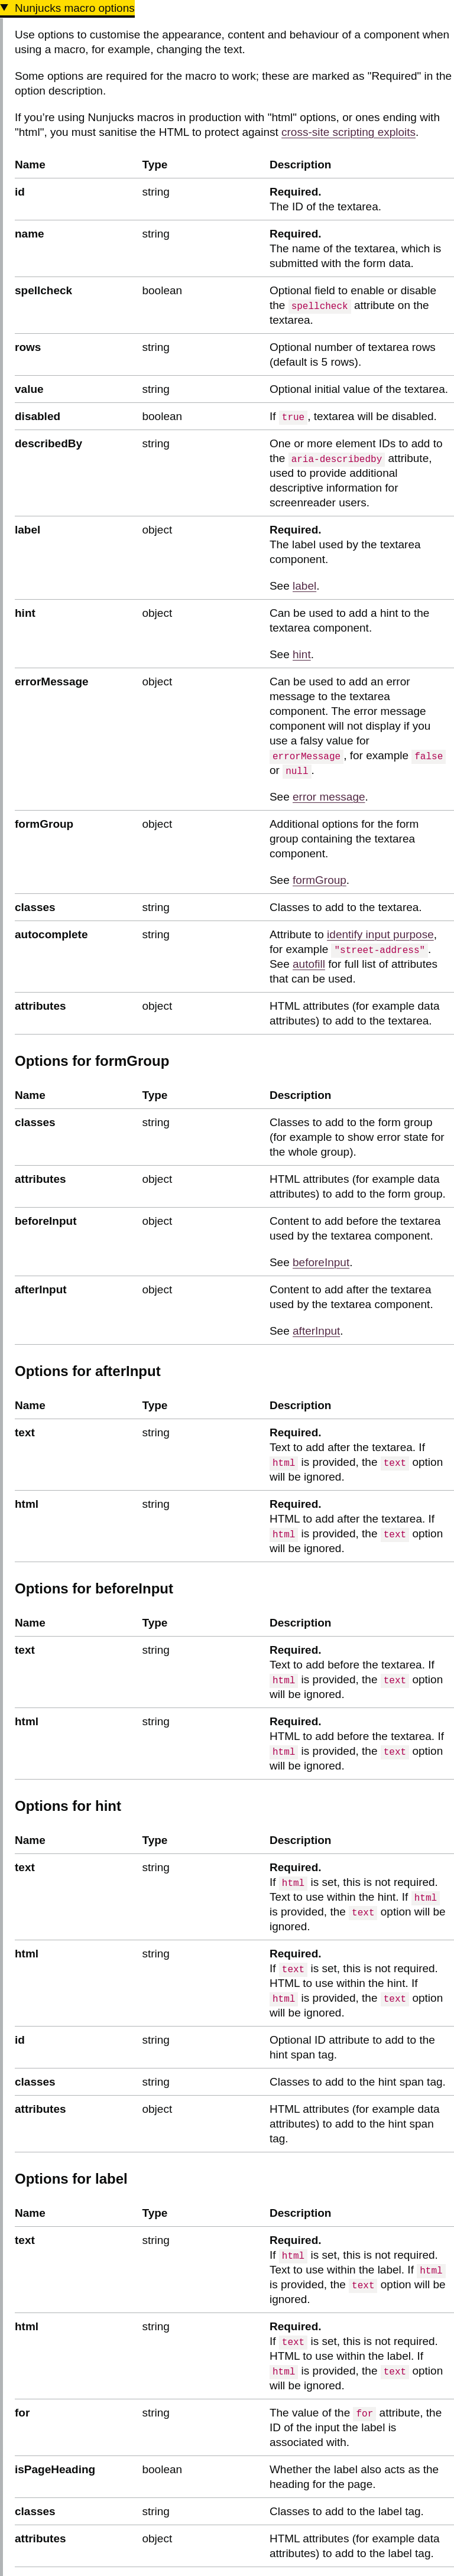 ▼ Nunjucks macro options
Use options to customise the appearance, content and behaviour of a component when
using a macro, for example, changing the text.
Some options are required for the macro to work; these are marked as "Required" in the
option description.
If you’re using Nunjucks macros in production with "html" options, or ones ending with
"html", you must sanitise the HTML to protect against cross-site scripting exploits.
Name Type Description
id string Required.
The ID of the textarea.
name string Required.
The name of the textarea, which is
submitted with the form data.
spellcheck boolean Optional field to enable or disable
the spellcheck attribute on the
textarea.
rows string Optional number of textarea rows
(default is 5 rows).
value string Optional initial value of the textarea.
disabled boolean If true , textarea will be disabled.
describedBy string One or more element IDs to add to
the aria-describedby attribute,
used to provide additional
descriptive information for
screenreader users.
label object Required.
The label used by the textarea
component.
See label.
hint object Can be used to add a hint to the
textarea component.
See hint.
errorMessage object Can be used to add an error
message to the textarea
component. The error message
component will not display if you
use a falsy value for
errorMessage , for example false
or null .
See error message.
formGroup object Additional options for the form
group containing the textarea
component.
See formGroup.
classes string Classes to add to the textarea.
autocomplete string Attribute to identify input purpose,
for example "street-address" .
See autofill for full list of attributes
that can be used.
attributes object HTML attributes (for example data
attributes) to add to the textarea.
Options for formGroup
Name Type Description
classes string Classes to add to the form group
(for example to show error state for
the whole group).
attributes object HTML attributes (for example data
attributes) to add to the form group.
beforeInput object Content to add before the textarea
used by the textarea component.
See beforeInput.
afterInput object Content to add after the textarea
used by the textarea component.
See afterInput.
Options for afterInput
Name Type Description
text string Required.
Text to add after the textarea. If
html is provided, the text option
will be ignored.
html string Required.
HTML to add after the textarea. If
html is provided, the text option
will be ignored.
Options for beforeInput
Name Type Description
text string Required.
Text to add before the textarea. If
html is provided, the text option
will be ignored.
html string Required.
HTML to add before the textarea. If
html is provided, the text option
will be ignored.
Options for hint
Name Type Description
text string Required.
If html is set, this is not required.
Text to use within the hint. If html
is provided, the text option will be
ignored.
html string Required.
If text is set, this is not required.
HTML to use within the hint. If
html is provided, the text option
will be ignored.
id string Optional ID attribute to add to the
hint span tag.
classes string Classes to add to the hint span tag.
attributes object HTML attributes (for example data
attributes) to add to the hint span
tag.
Options for label
Name Type Description
text string Required.
If html is set, this is not required.
Text to use within the label. If html
is provided, the text option will be
ignored.
html string Required.
If text is set, this is not required.
HTML to use within the label. If
html is provided, the text option
will be ignored.
for string The value of the for attribute, the
ID of the input the label is
associated with.
isPageHeading boolean Whether the label also acts as the
heading for the page.
classes string Classes to add to the label tag.
attributes object HTML attributes (for example data
attributes) to add to the label tag.